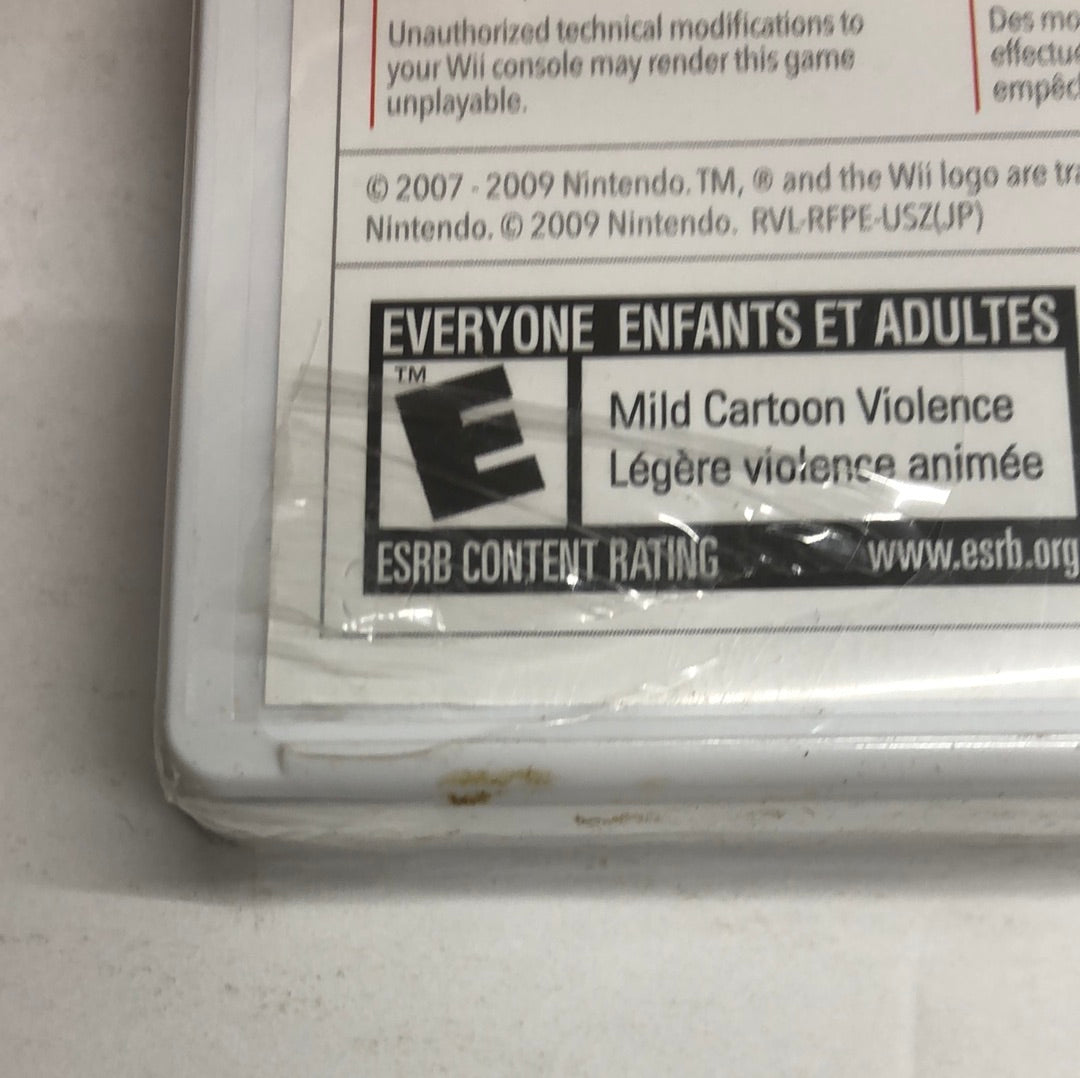 Unauthorized technical modifications to
your Wii console may render this game
unplayable.
Des mo
effectue
empêc
© 2007 - 2009 Nintendo. TM, ® and the Wii logo are tra
Nintendo. © 2009 Nintendo. RVL-RFPE-USZ(JP)
EVERYONE ENFANTS ET ADULTES
TM
E
Mild Cartoon Violence
Légère violence animée
ESRB CONTENT RATING www.esrb.org